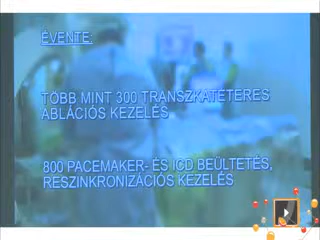 ÉVENTE:
TÖBB MINT 300 TRANSZKATÉTERES
ABLÁCIÓS KEZELÉS
800 PACEMAKER- ÉS ICD BEÜLTETÉS,
RESZINKRONIZÁCIÓS KEZELÉS